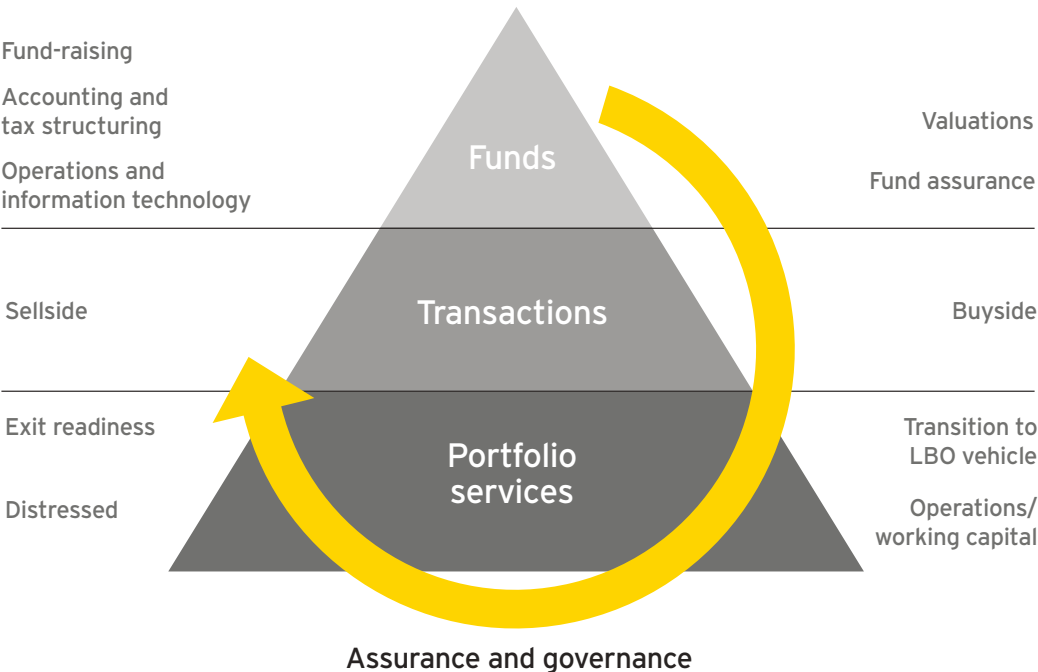 Fund-raising
Accounting and
tax structuring
Operations and
information technology
Funds
Valuations
Fund assurance
Sellside
Transactions
Buyside
Exit readiness
Distressed
Portfolio
services
Transition to
LBO vehicle
Operations/
working capital
Assurance and governance